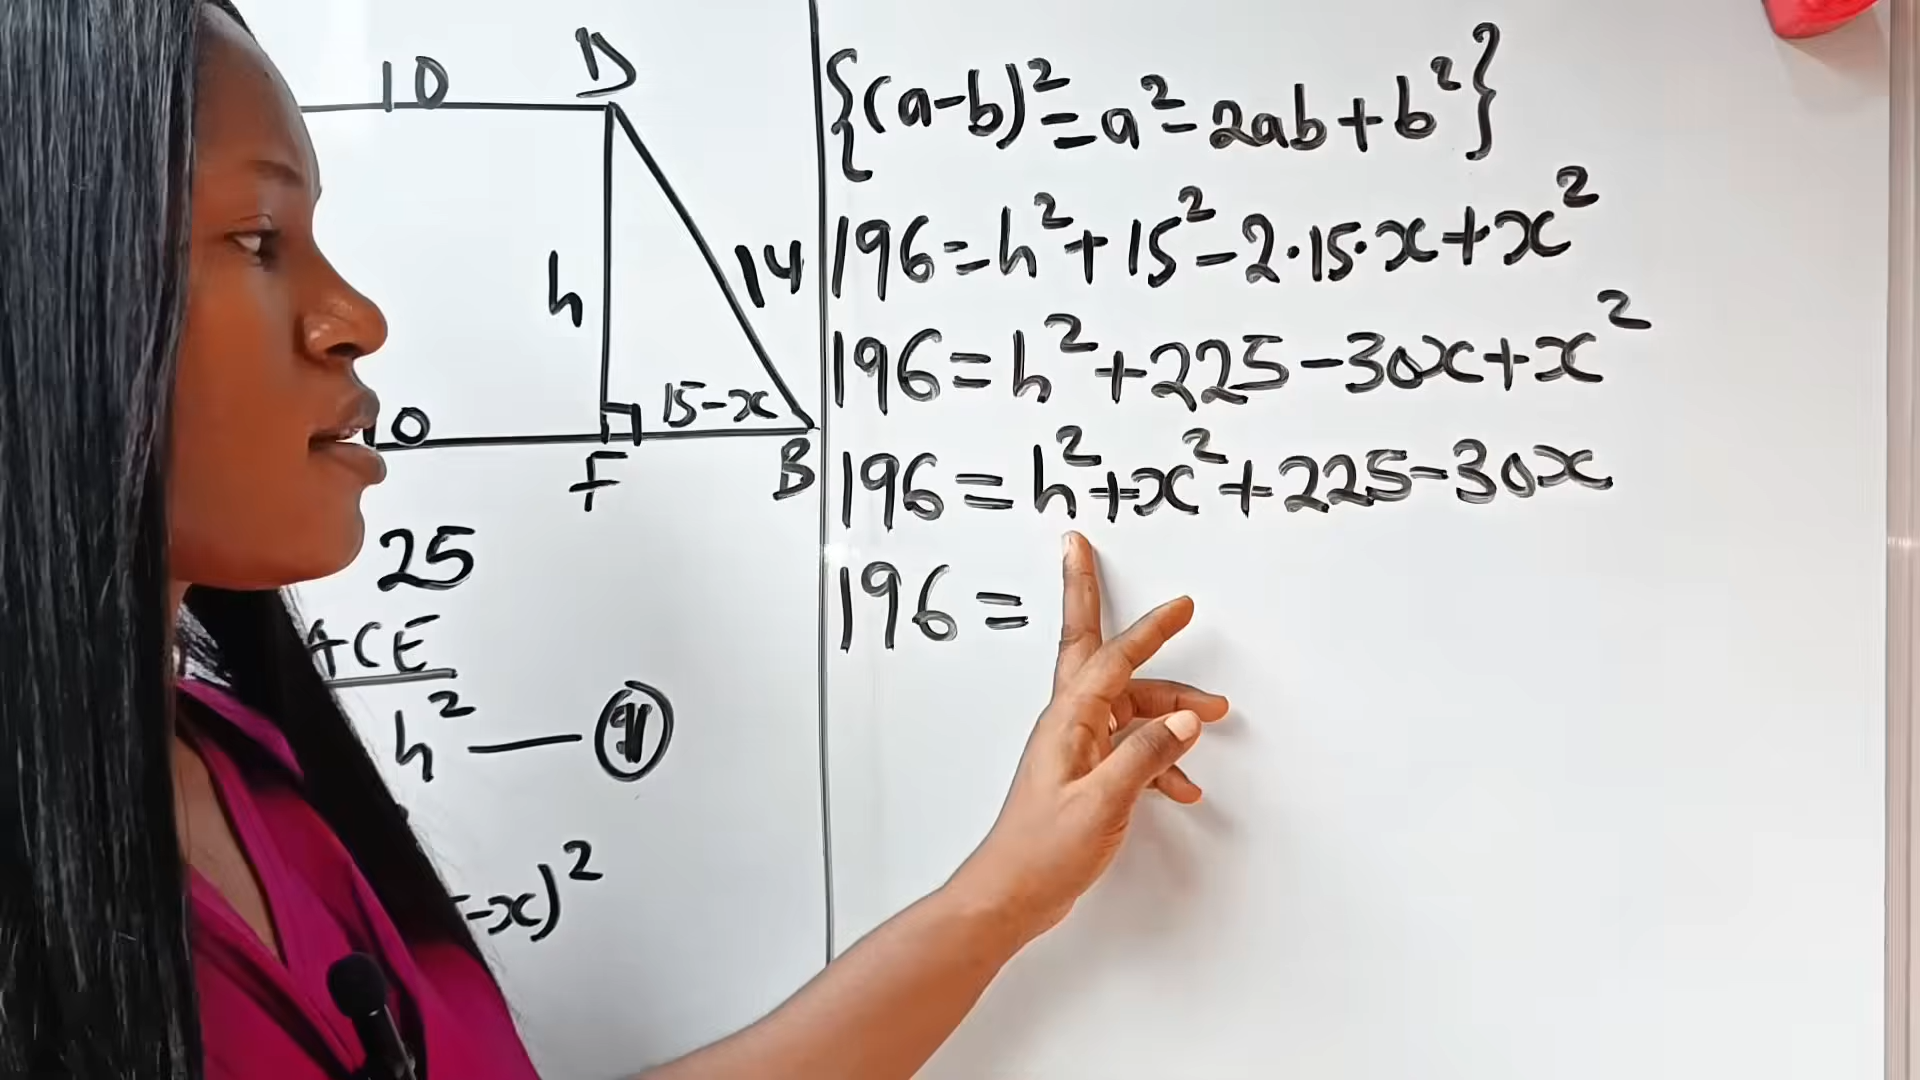 10
D
h
14
15-x
10
F
B
25
ACE
h² — 
-x)²
{(a-b)²=a²-2ab+b²}
196=h²+15²-2·15·x+x²
196=h²+225-30x+x²
196=h²+x²+225-30x
196=